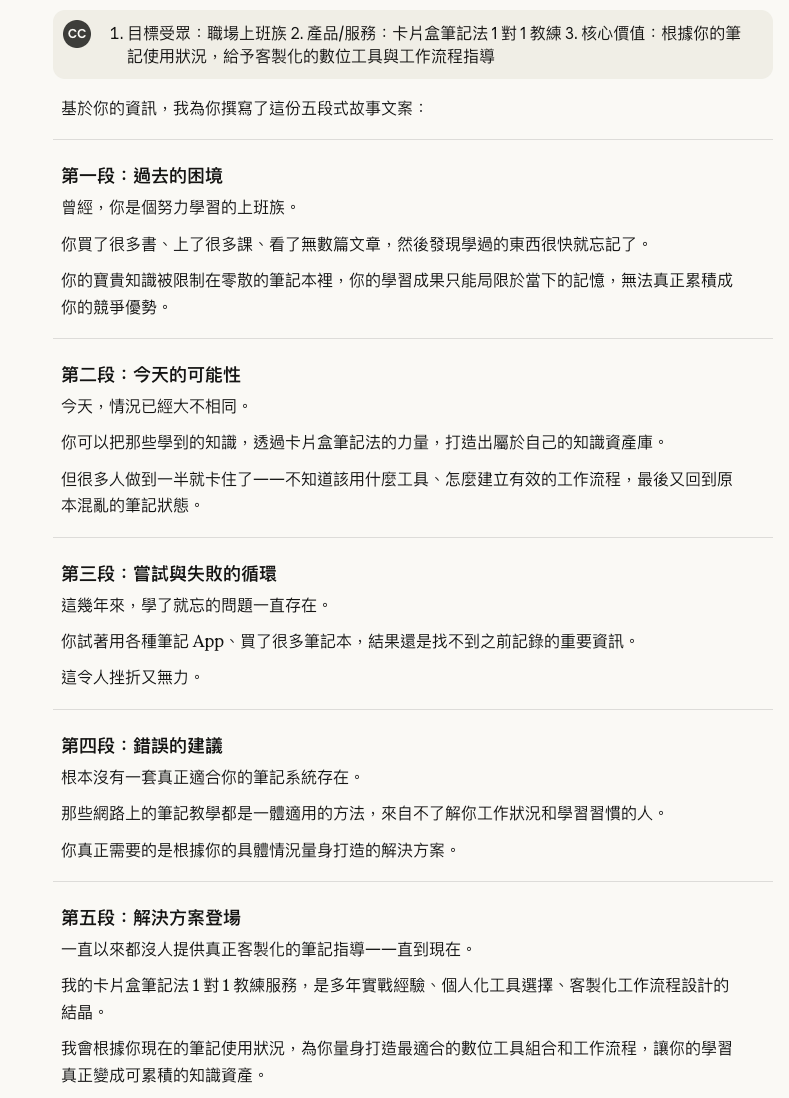 CC
1. 目標受眾：職場上班族 2. 產品/服務：卡片盒筆記法 1 對 1 教練 3. 核心價值：根據你的筆
記使用狀況，給予客製化的數位工具與工作流程指導
基於你的資訊，我為你撰寫了這份五段式故事文案：
第一段：過去的困境
曾經，你是個努力學習的上班族。
你買了很多書、上了很多課、看了無數篇文章，然後發現學過的東西很快就忘記了。
你的寶貴知識被限制在零散的筆記本裡，你的學習成果只能局限於當下的記憶，無法真正累積成
你的競爭優勢。
第二段：今天的可能性
今天，情況已經大不相同。
你可以把那些學到的知識，透過卡片盒筆記法的力量，打造出屬於自己的知識資產庫。
但很多人做到一半就卡住了——不知道該用什麼工具、怎麼建立有效的工作流程，最後又回到原
本混亂的筆記狀態。
第三段：嘗試與失敗的循環
這幾年來，學了就忘的問題一直存在。
你試著用各種筆記 App、買了很多筆記本，結果還是找不到之前記錄的重要資訊。
這令人挫折又無力。
第四段：錯誤的建議
根本沒有一套真正適合你的筆記系統存在。
那些網路上的筆記教學都是一體適用的方法，來自不了解你工作狀況和學習習慣的人。
你真正需要的是根據你的具體情況量身打造的解決方案。
第五段：解決方案登場
一直以來都沒人提供真正客製化的筆記指導——直到現在。
我的卡片盒筆記法 1 對 1 教練服務，是多年實戰經驗、個人化工具選擇、客製化工作流程設計的
結晶。
我會根據你現在的筆記使用狀況，為你量身打造最適合的數位工具組合和工作流程，讓你的學習
真正變成可累積的知識資產。